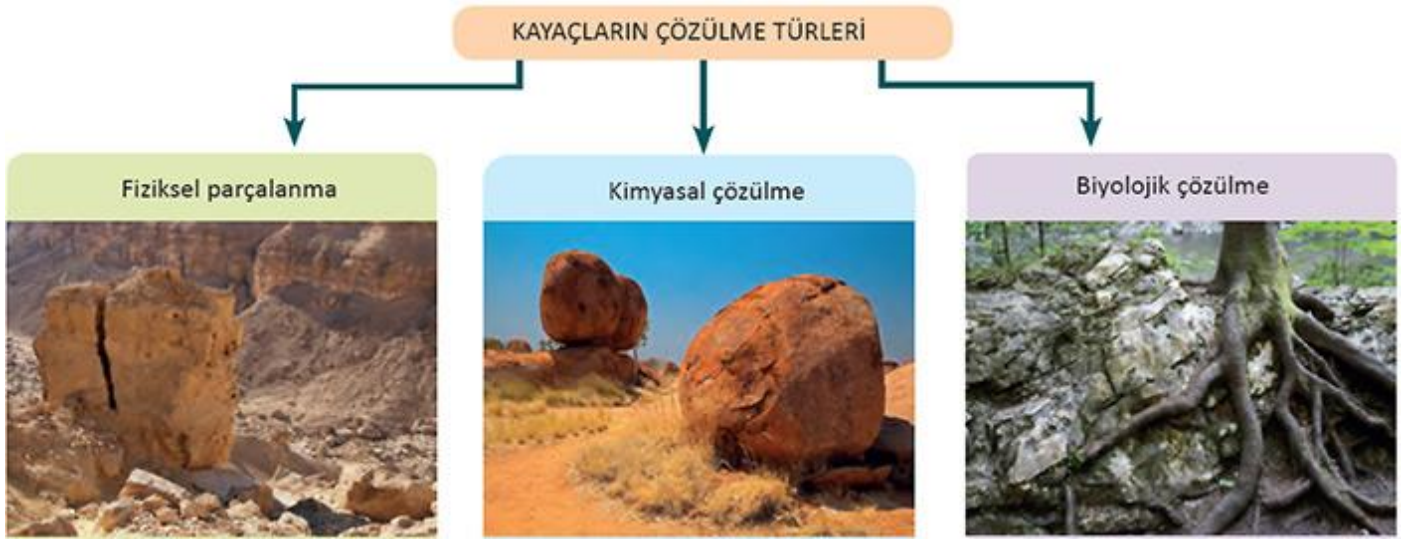 KAYAÇLARIN ÇÖZÜLME TÜRLERİ
Fiziksel parçalanma
Kimyasal çözülme
Biyolojik çözülme